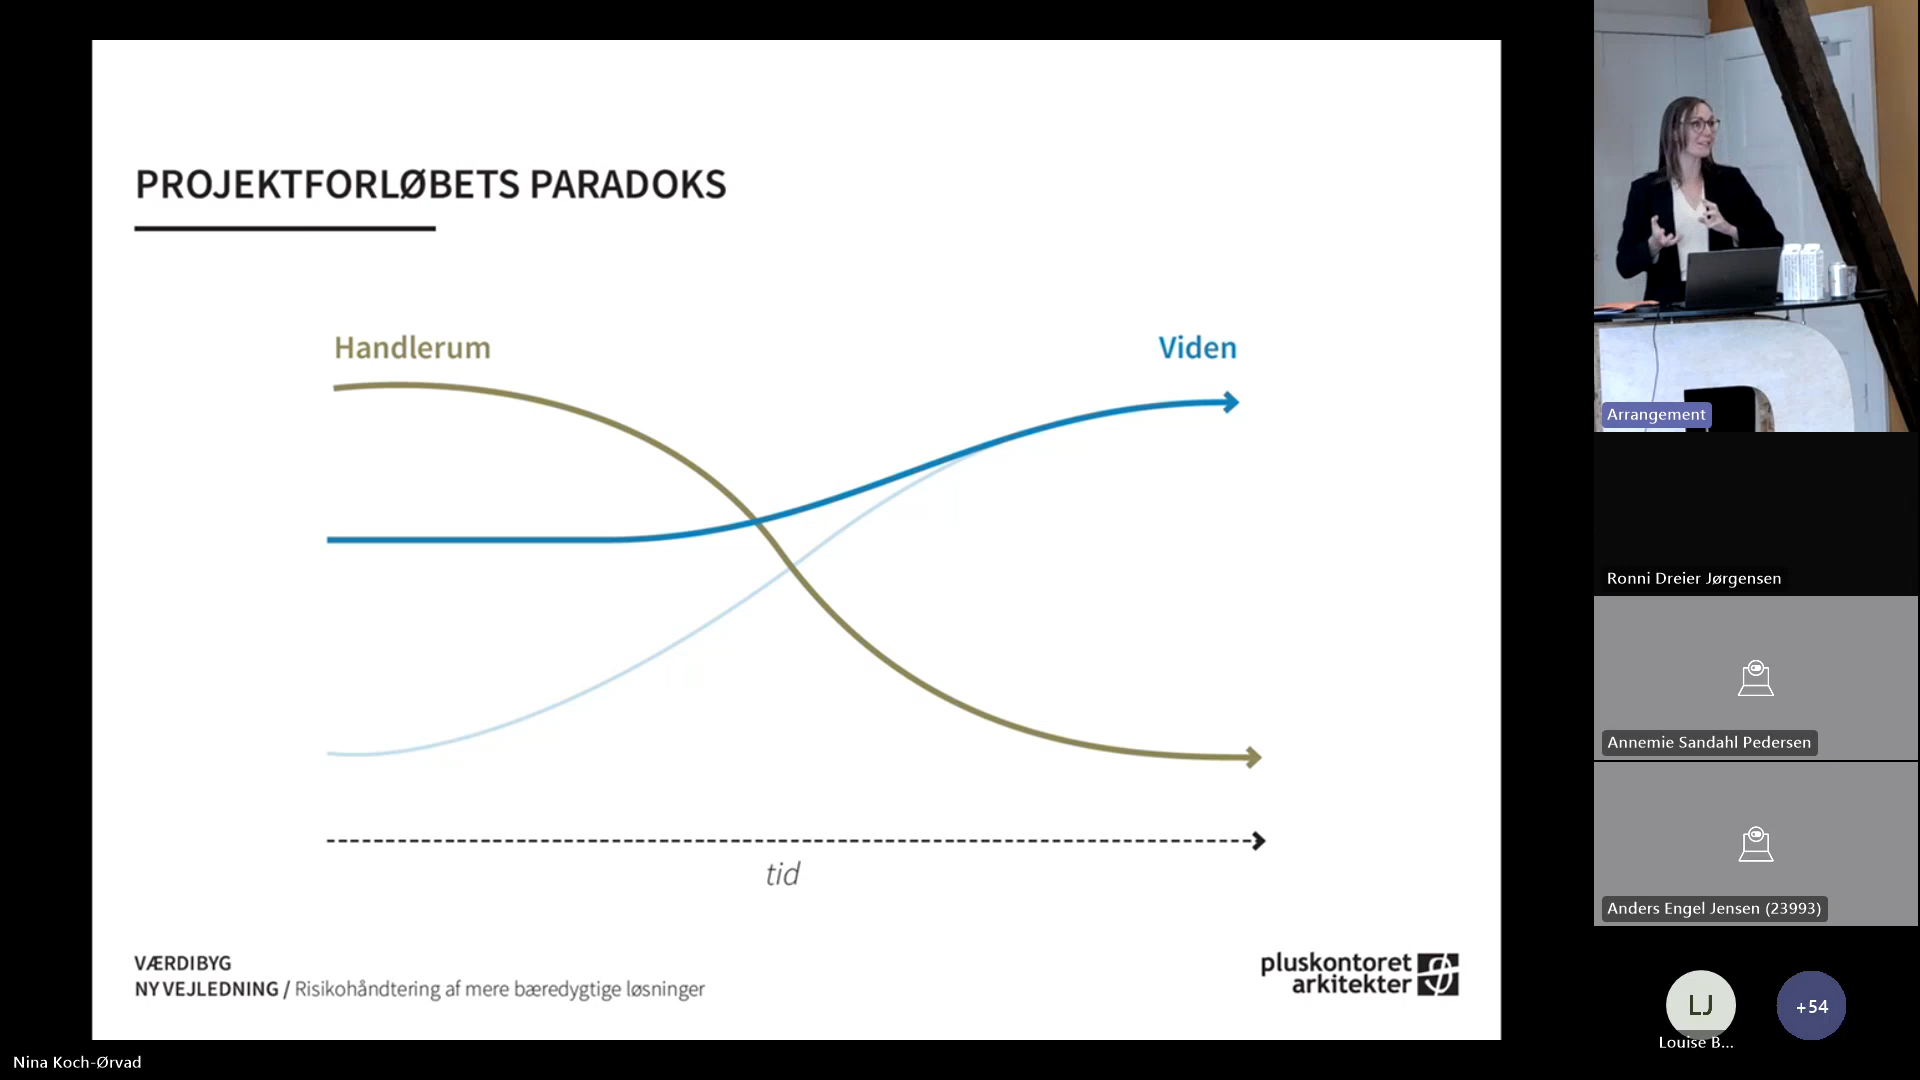 PROJEKTFORLØBETS PARADOKS
Handlerum
Viden
tid
VÆRDIBYG
NY VEJLEDNING / Risikohåndtering af mere bæredygtige løsninger
pluskontoret
arkitekter
Arrangement
Ronni Dreier Jørgensen
Annemie Sandahl Pedersen
Anders Engel Jensen (23993)
LJ
+54
Louise B...
Nina Koch-Ørvad